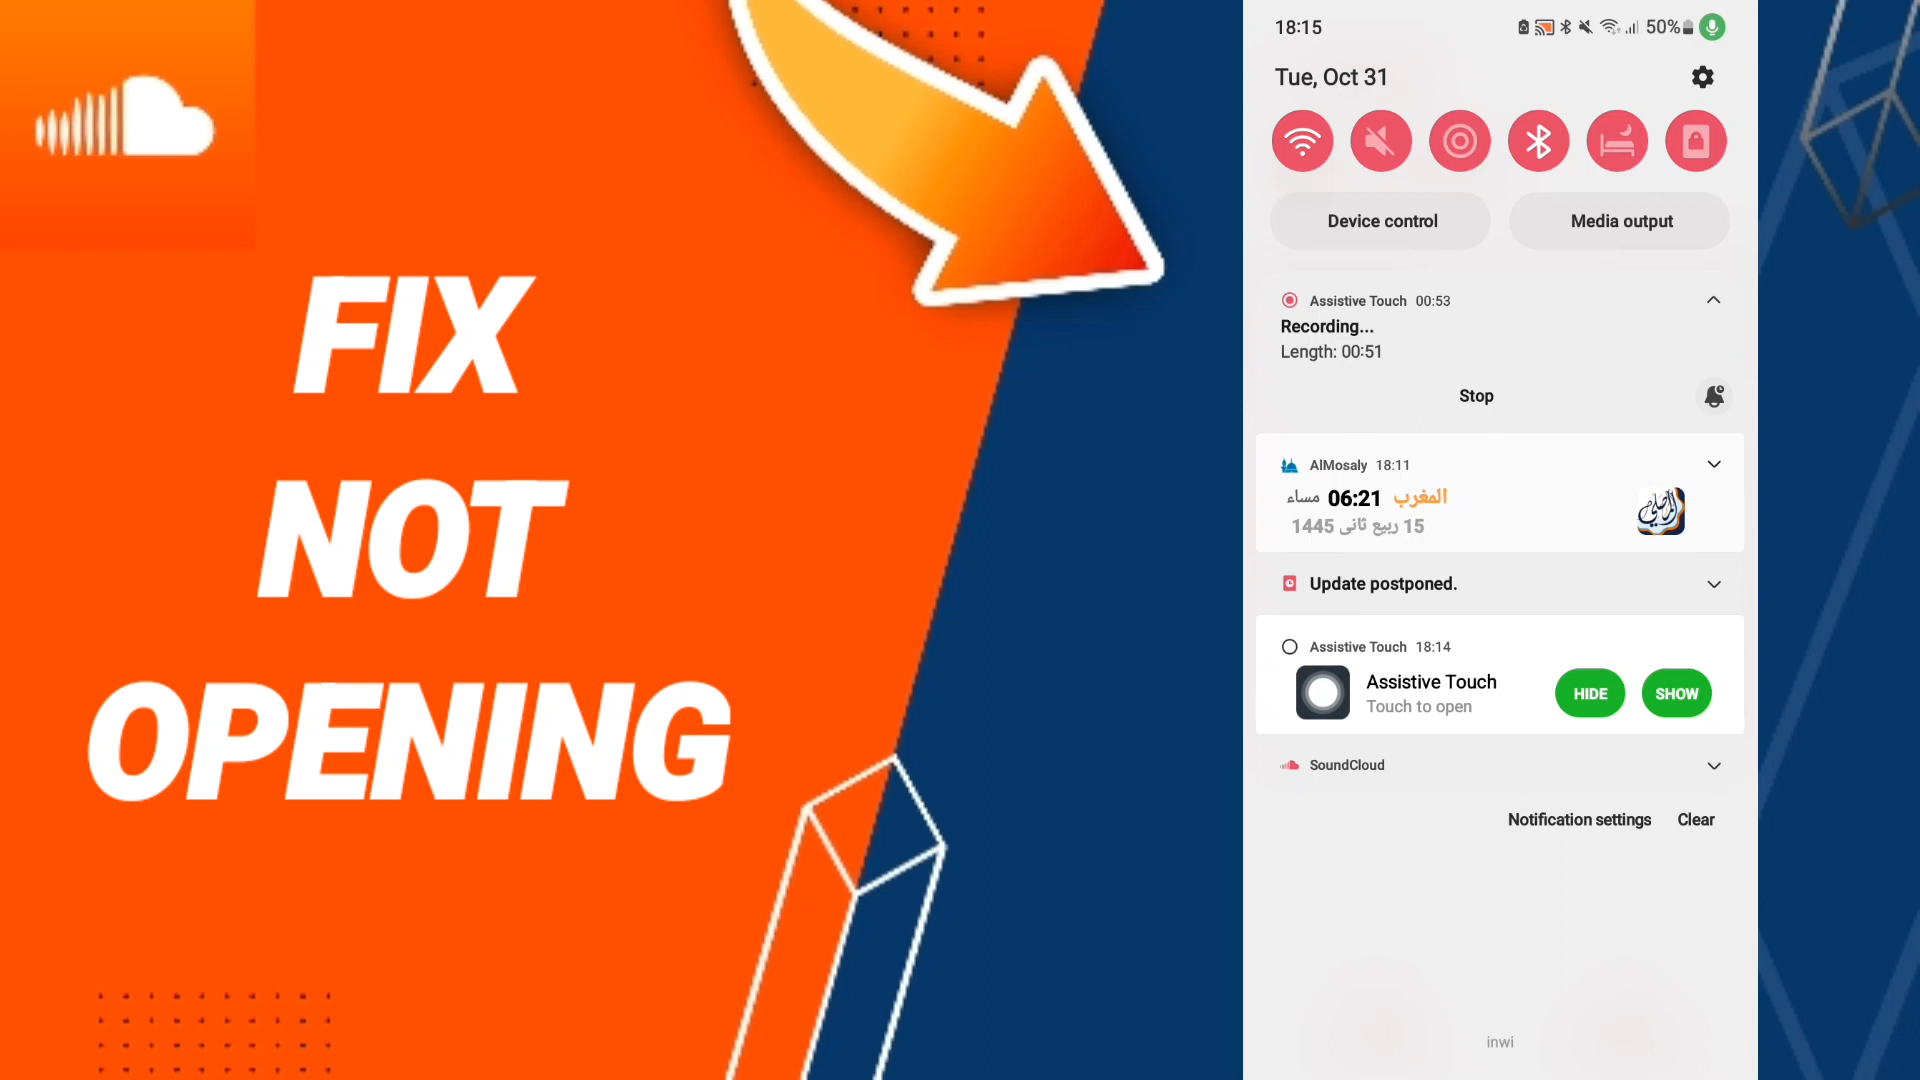 FIX
NOT
OPENING
18:15
50%
Tue, Oct 31
Device control
Media output
Assistive Touch 00:53
Recording...
Length: 00:51
Stop
AlMosaly 18:11
المغرب 06:21 مساء
15 ربيع ثانى 1445
المصلي
Update postponed.
Assistive Touch 18:14
Assistive Touch
Touch to open
HIDE
SHOW
SoundCloud
Notification settings
Clear
inwi